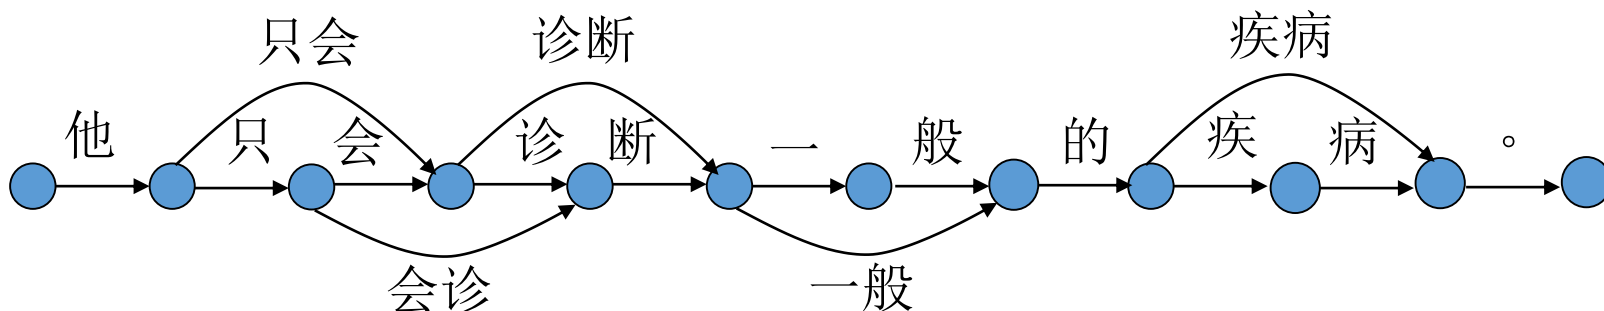 只会 诊断 疾病
他 只 会 诊 断 一 般 的 疾 病 。
会诊 一般